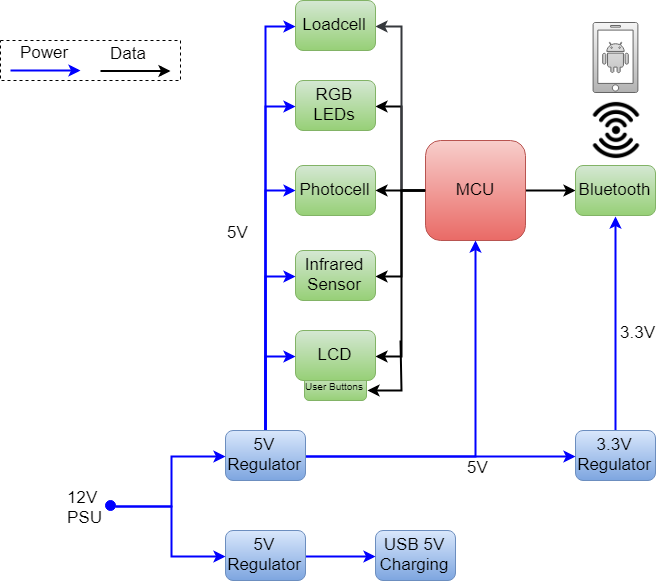 Power
Data
Loadcell
RGB
LEDs
Photocell
MCU
Bluetooth
5V
Infrared
Sensor
3.3V
LCD
User Buttons
5V
Regulator
5V
3.3V
Regulator
12V
PSU
5V
Regulator
USB 5V
Charging